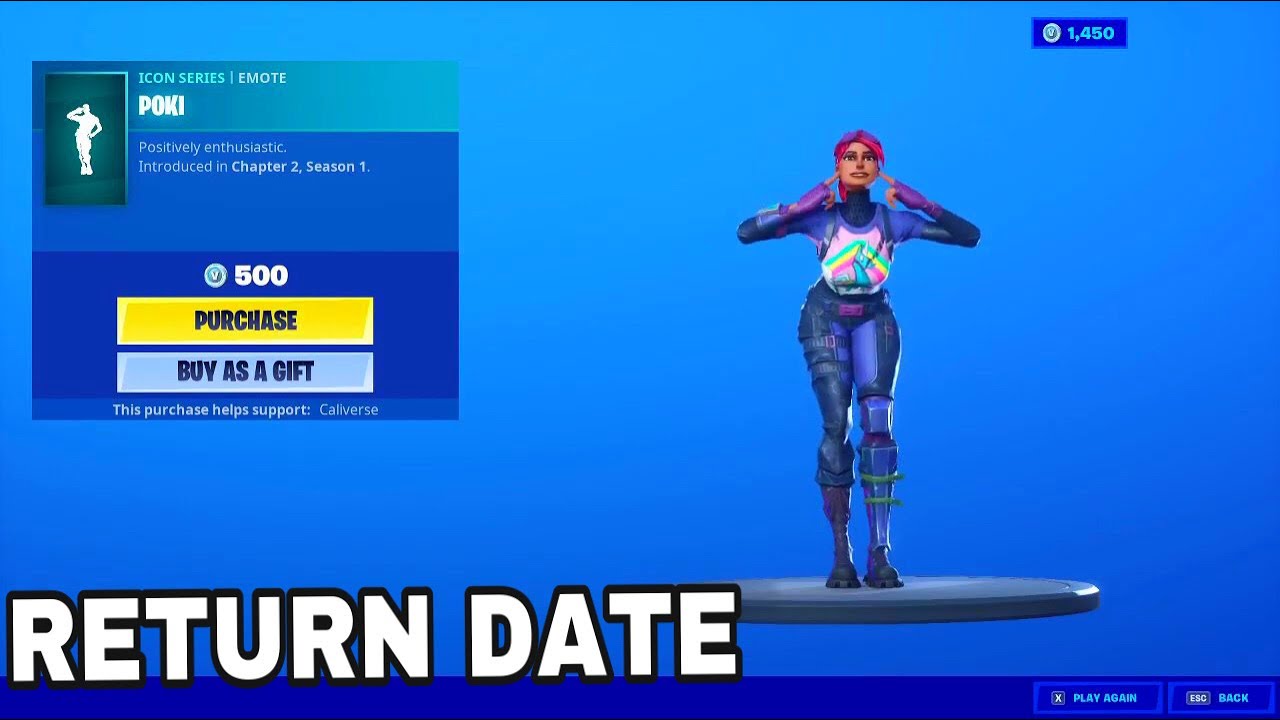 1,450
ICON SERIES | EMOTE
POKI
Positively enthusiastic.
Introduced in Chapter 2, Season 1.
500
PURCHASE
BUY AS A GIFT
This purchase helps support: Caliverse
RETURN DATE
X PLAY AGAIN
ESC BACK